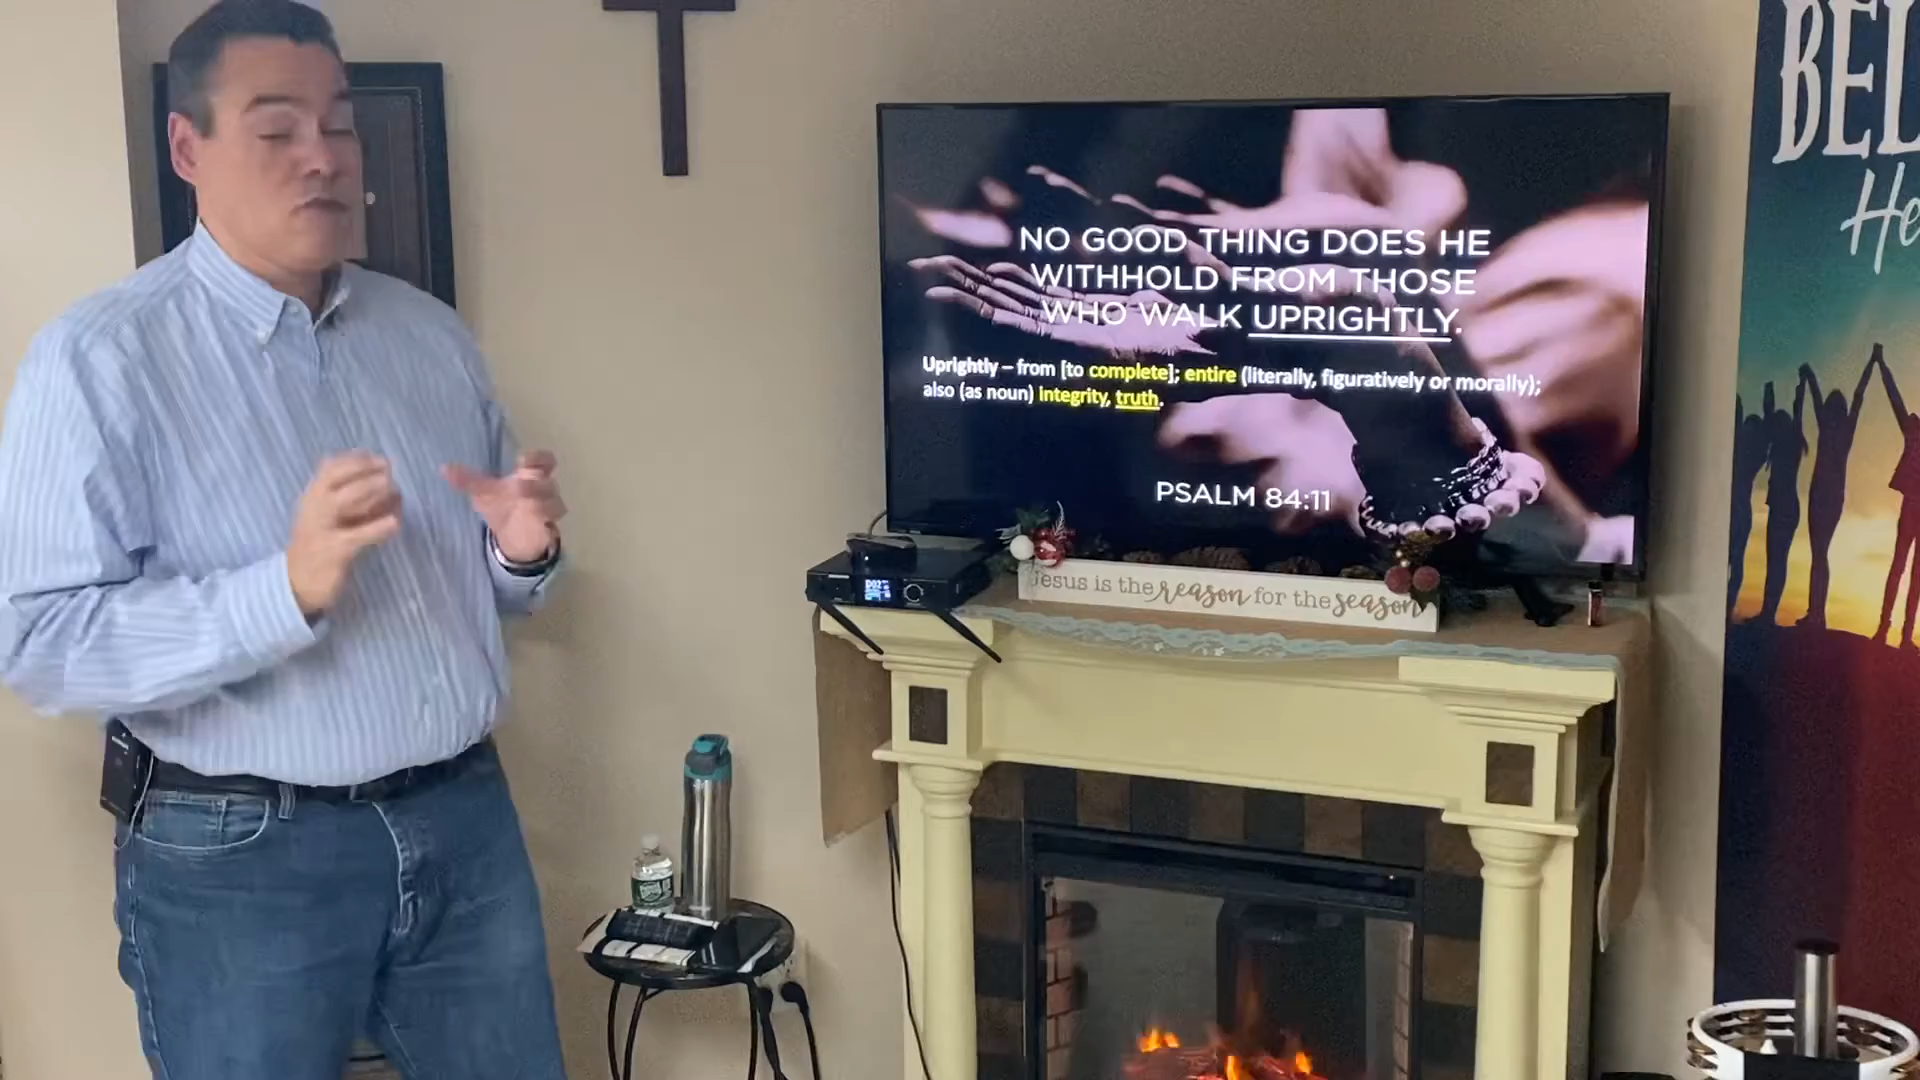 NO GOOD THING DOES HE
WITHHOLD FROM THOSE
WHO WALK UPRIGHTLY.
Uprightly – from [to complete]; entire (literally, figuratively or morally);
also (as noun) integrity, truth.
PSALM 84:11
Jesus is the reason for the season
BEL
He